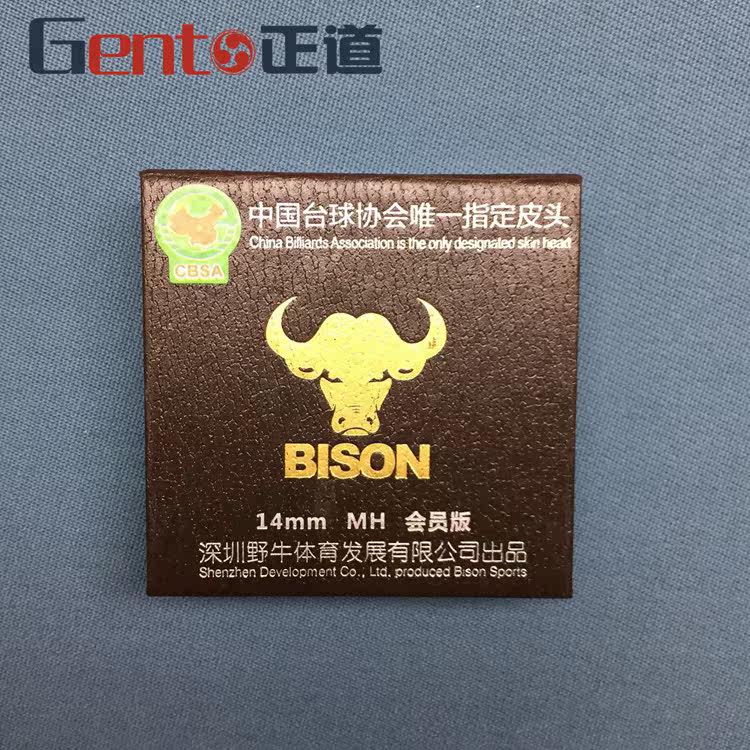 Gento正道
中国台球协会唯一指定皮头
China Billiards Association is the only designated skin head
CBSA
BISON
14mm MH 会员版
深圳野牛体育发展有限公司出品
Shenzhen Development Co., Ltd. produced Bison Sports